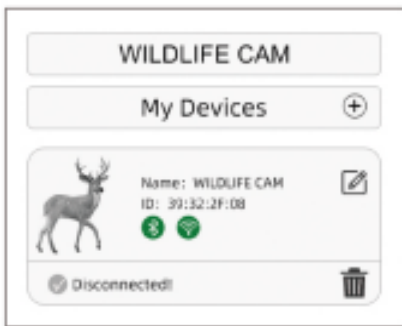 WILDLIFE CAM
My Devices
Name: WILDLIFE CAM
ID: 39:32:2F:08
Disconnected!